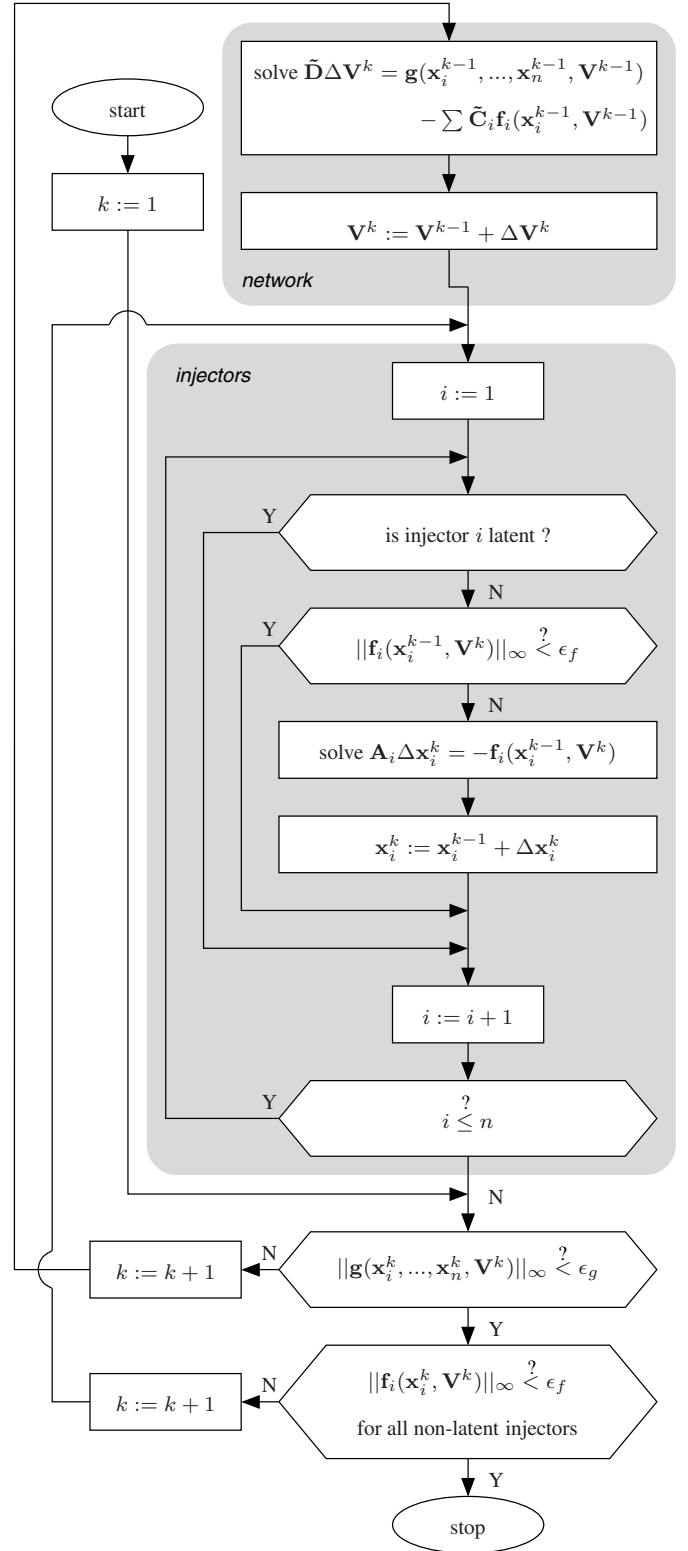 start
k := 1
solve D̃ΔV^k = g(x_i^{k−1}, ..., x_n^{k−1}, V^{k−1})
− ∑ C̃_i f_i(x_i^{k−1}, V^{k−1})
V^k := V^{k−1} + ΔV^k
network
injectors
i := 1
Y
is injector i latent ?
N
Y
||f_i(x_i^{k−1}, V^k)||_∞ <^? ϵ_f
N
solve A_i Δx_i^k = −f_i(x_i^{k−1}, V^k)
x_i^k := x_i^{k−1} + Δx_i^k
i := i + 1
Y
i ≤^? n
N
k := k + 1
N
||g(x_i^k, ..., x_n^k, V^k)||_∞ <^? ϵ_g
Y
k := k + 1
N
||f_i(x_i^k, V^k)||_∞ <^? ϵ_f
for all non-latent injectors
Y
stop